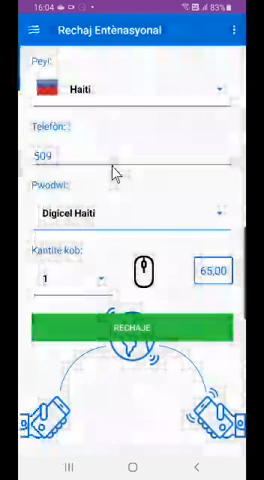 16:04 83%
Rechaj Entènasyonal
Peyi:
Haiti
Telefòn:
509
Pwodwi:
Digicel Haiti
Kantite kob:
1
65,00
RECHAJE